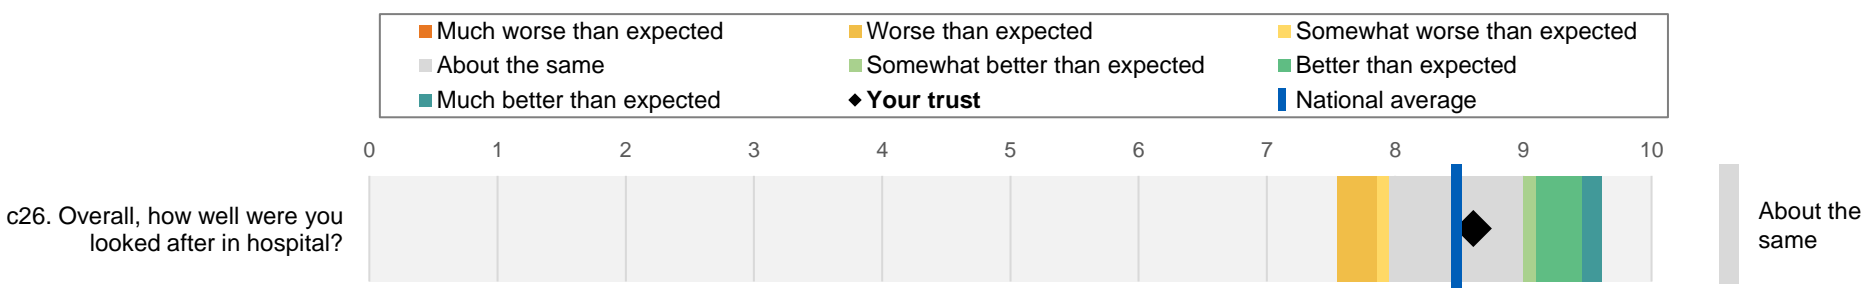 Much worse than expected
Worse than expected
Somewhat worse than expected
About the same
Somewhat better than expected
Better than expected
Much better than expected
Your trust
National average
0 1 2 3 4 5 6 7 8 9 10
c26. Overall, how well were you
looked after in hospital?
About the
same